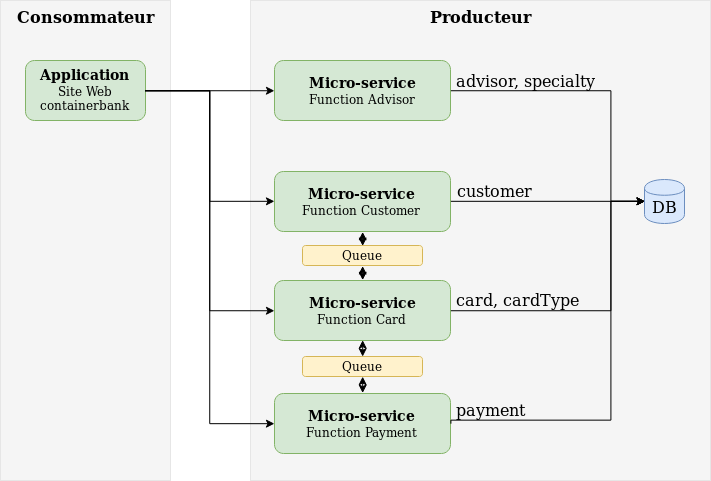 Consommateur
Producteur
Application
Site Web
containerbank
Micro-service
Function Advisor
advisor, specialty
Micro-service
Function Customer
customer
DB
Queue
Micro-service
Function Card
card, cardType
Queue
Micro-service
Function Payment
payment